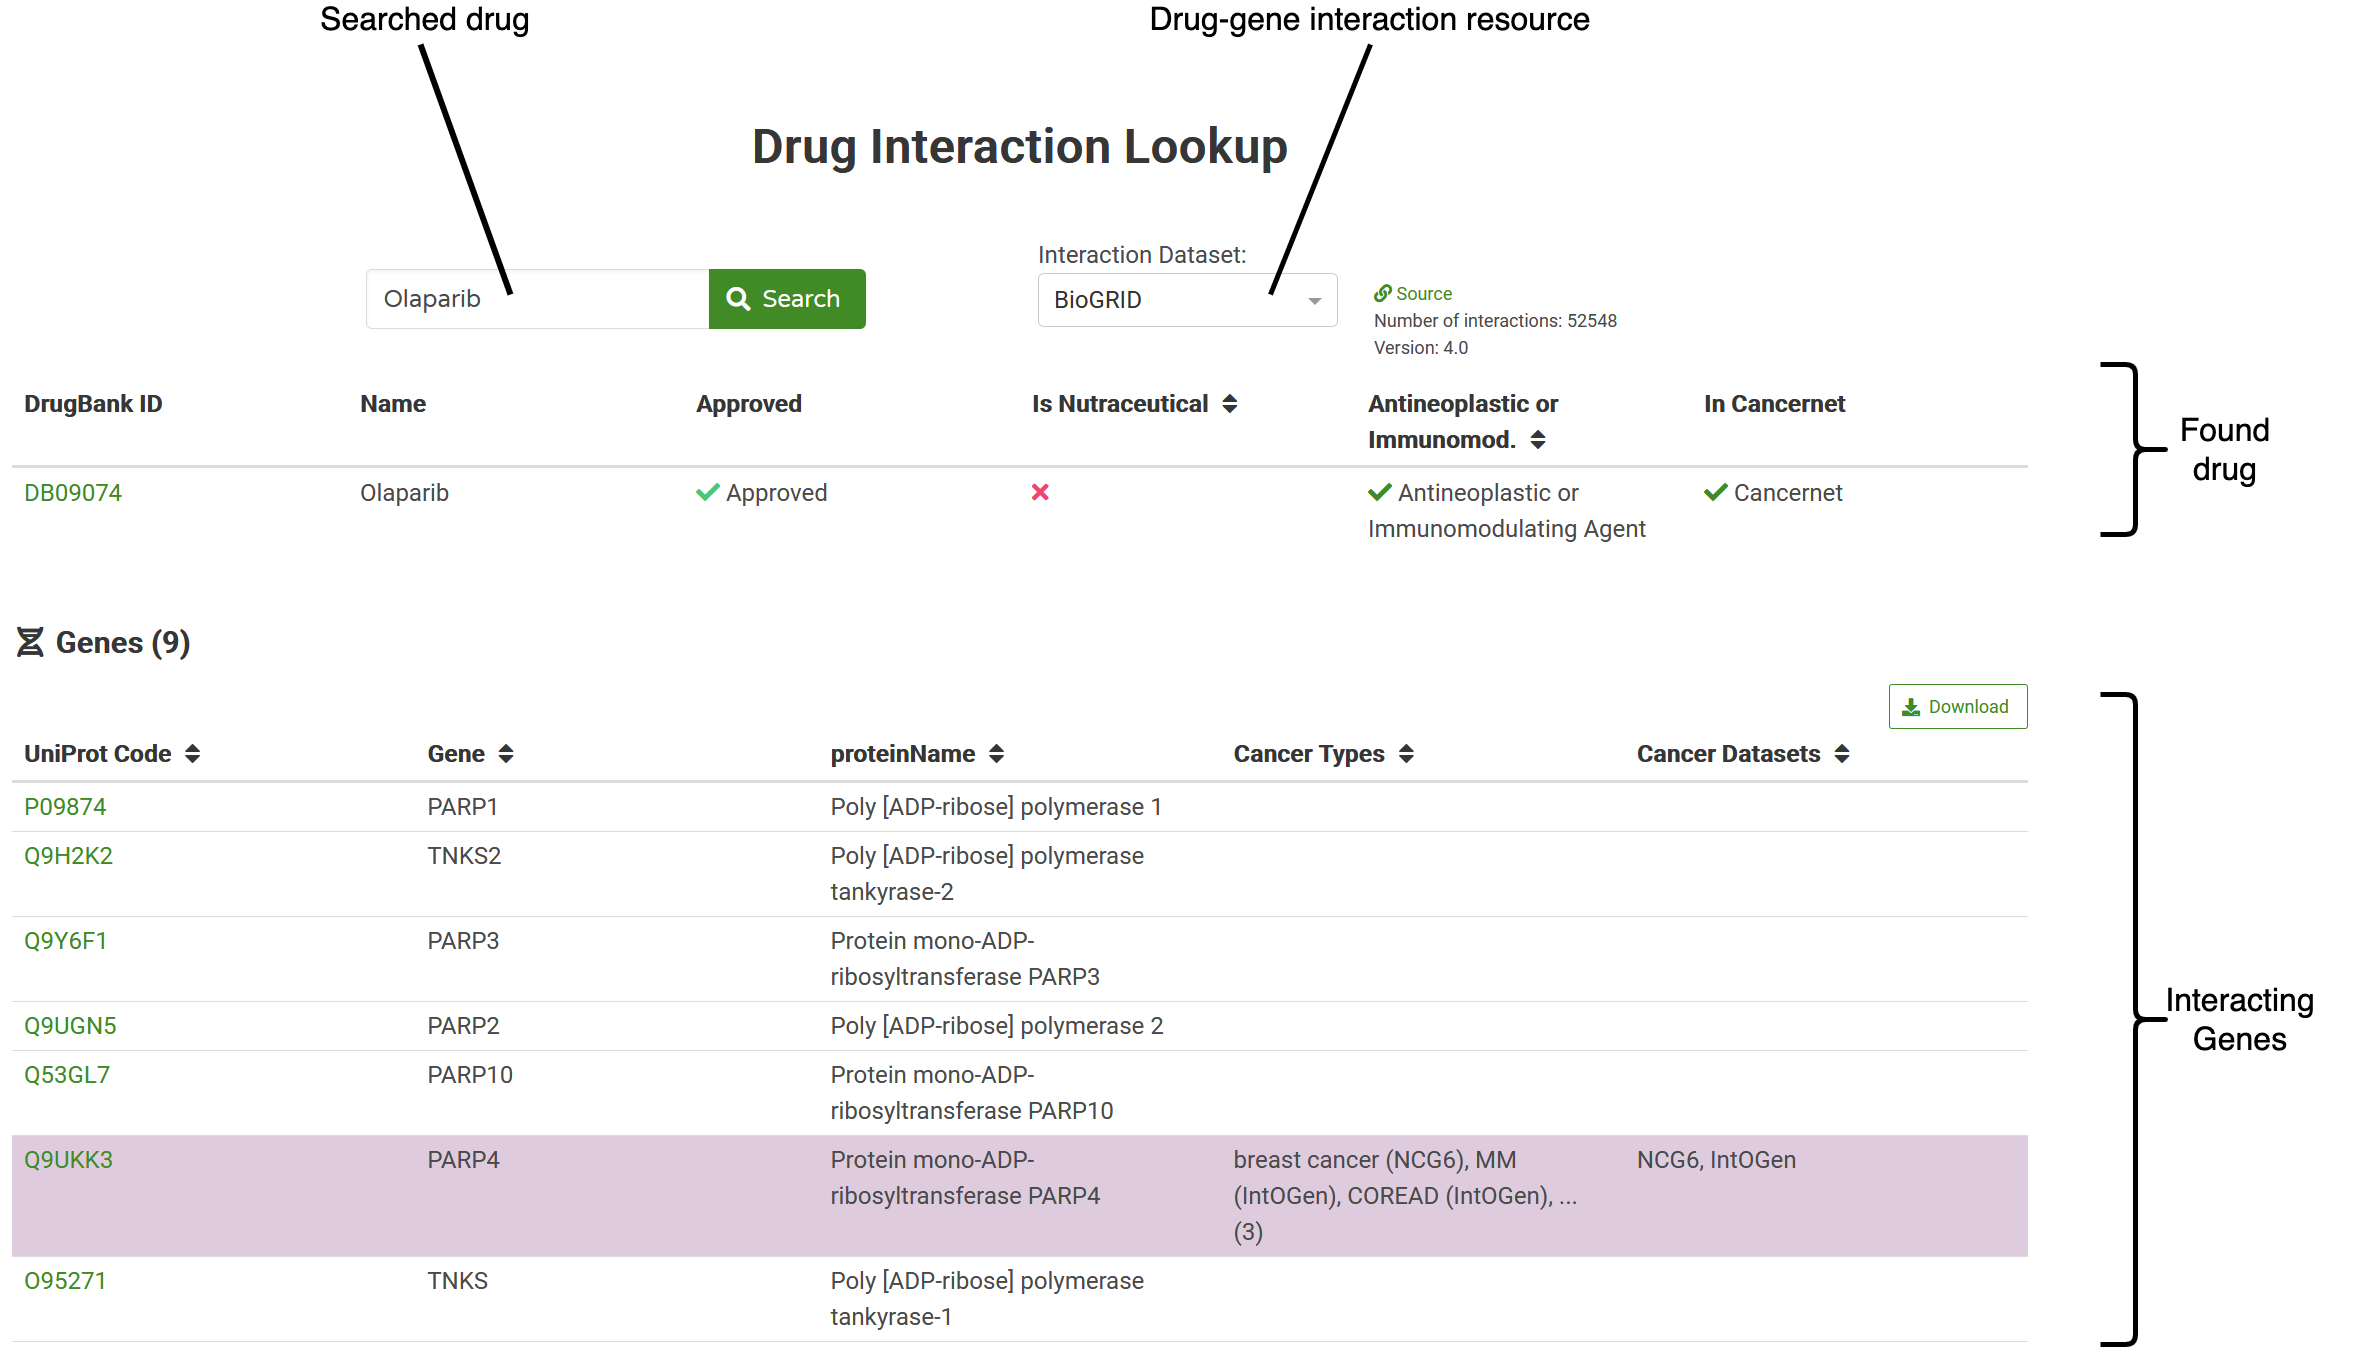 Searched drug
Drug-gene interaction resource
Drug Interaction Lookup
Interaction Dataset:
Olaparib
Search
BioGRID
Source
Number of interactions: 52548
Version: 4.0
DrugBank ID Name Approved Is Nutraceutical Antineoplastic or In Cancernet
Immunomod.
DB09074 Olaparib Approved Antineoplastic or Cancernet
Immunomodulating Agent
Found
drug
Genes (9)
Download
UniProt Code Gene proteinName Cancer Types Cancer Datasets
P09874 PARP1 Poly [ADP-ribose] polymerase 1
Q9H2K2 TNKS2 Poly [ADP-ribose] polymerase
tankyrase-2
Q9Y6F1 PARP3 Protein mono-ADP-
ribosyltransferase PARP3
Q9UGN5 PARP2 Poly [ADP-ribose] polymerase 2
Q53GL7 PARP10 Protein mono-ADP-
ribosyltransferase PARP10
Q9UKK3 PARP4 Protein mono-ADP- breast cancer (NCG6), MM NCG6, IntOGen
ribosyltransferase PARP4 (IntOGen), COREAD (IntOGen), ...
(3)
O95271 TNKS Poly [ADP-ribose] polymerase
tankyrase-1
Interacting
Genes